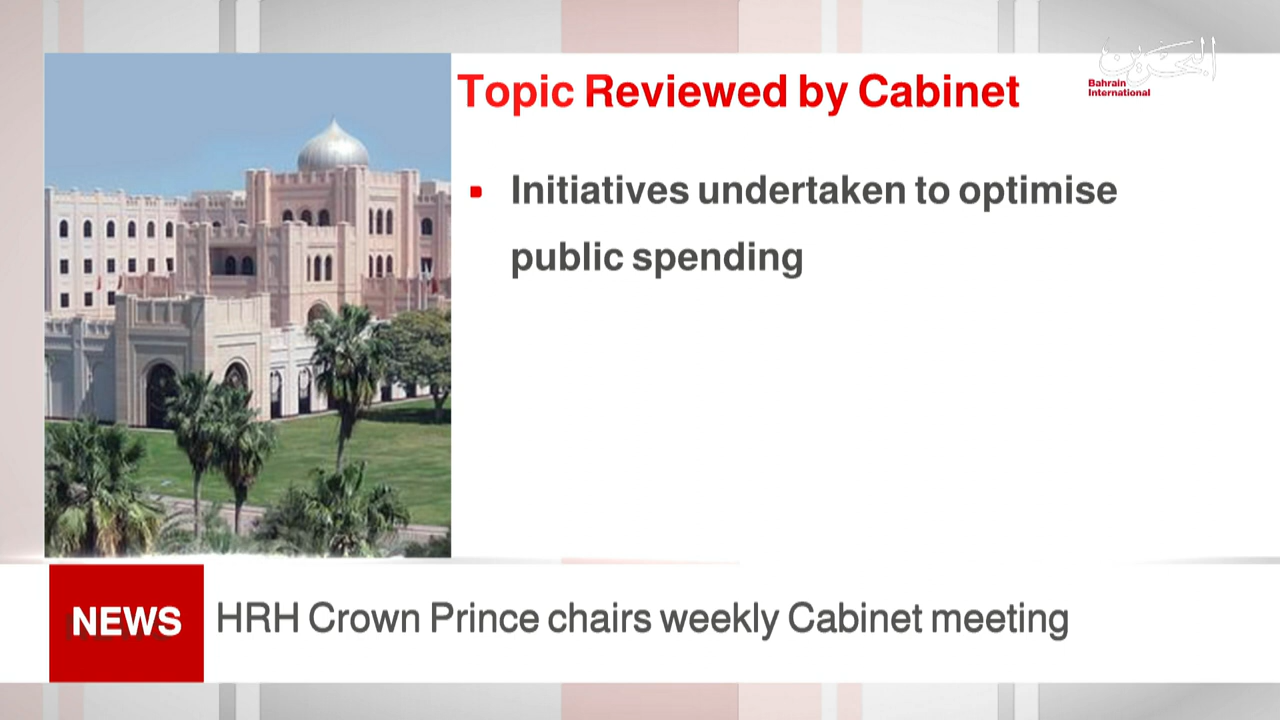 Topic Reviewed by Cabinet
البحرين
Bahrain
International
Initiatives undertaken to optimise
public spending
NEWS
HRH Crown Prince chairs weekly Cabinet meeting